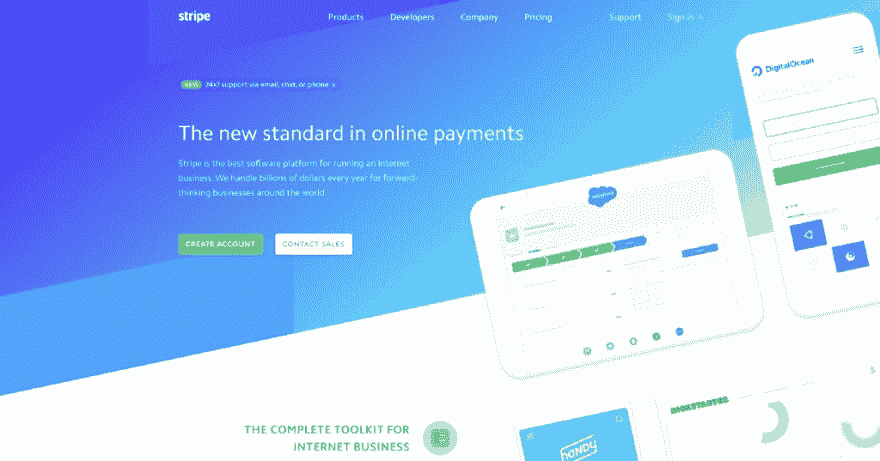 stripe
Products Developers Company Pricing Support Sign in
NEW 24x7 support via email, chat, or phone ›
The new standard in online payments
Stripe is the best software platform for running an internet
business. We handle billions of dollars every year for forward-
thinking businesses around the world.
CREATE ACCOUNT CONTACT SALES
DigitalOcean
salesforce
THE COMPLETE TOOLKIT FOR
INTERNET BUSINESS
KICKSTARTER